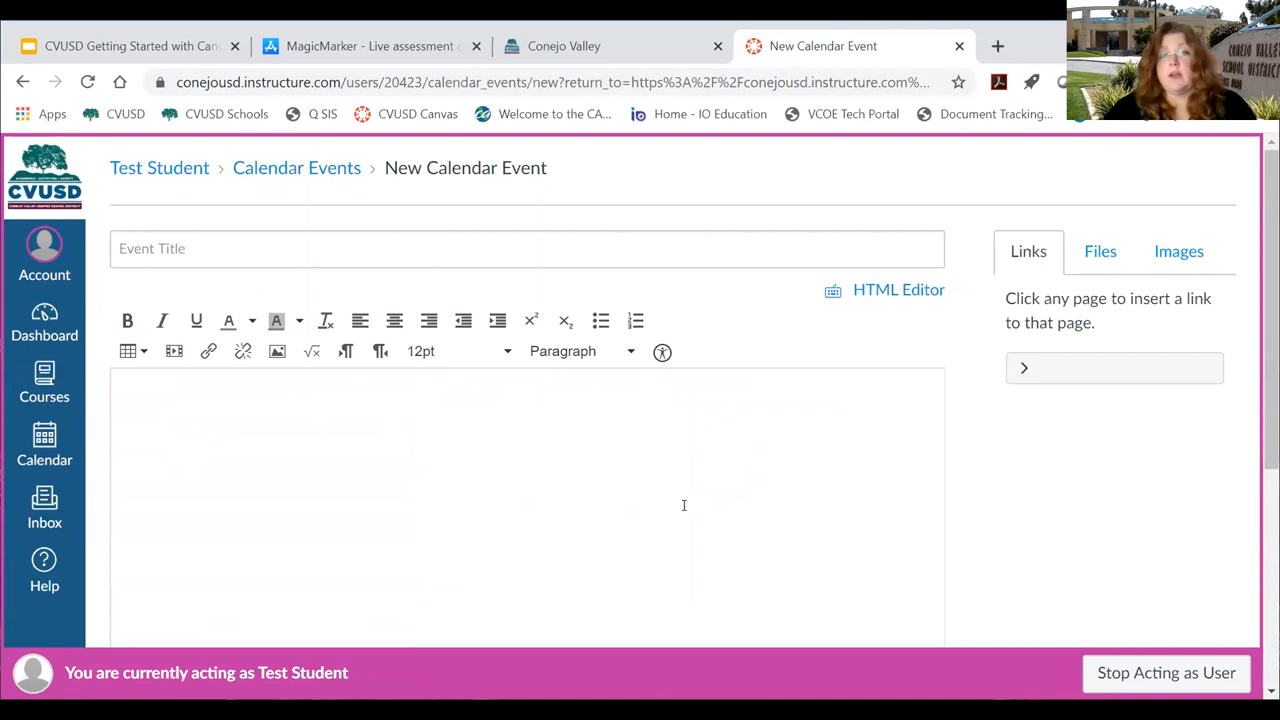 CVUSD Getting Started with Can
MagicMarker - Live assessment c
Conejo Valley
New Calendar Event
conejousd.instructure.com/users/20423/calendar_events/new?return_to=https%3A%2F%2Fconejousd.instructure.com%...
Apps
CVUSD
CVUSD Schools
Q SIS
CVUSD Canvas
Welcome to the CA...
Home - IO Education
VCOE Tech Portal
Document Tracking...
CONEJO VALLEY
SCHOOL DISTRICT
CVUSD
Test Student > Calendar Events > New Calendar Event
Event Title
Links
Files
Images
HTML Editor
Click any page to insert a link
to that page.
12pt
Paragraph
Account
Dashboard
Courses
Calendar
Inbox
Help
You are currently acting as Test Student
Stop Acting as User